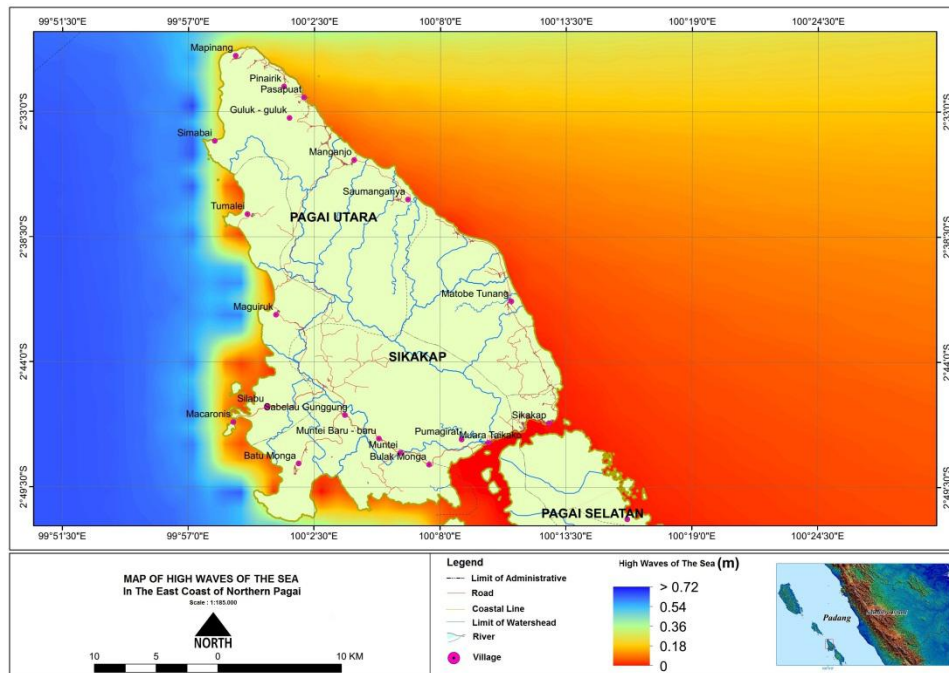 99°51'30"E 99°57'0"E 100°2'30"E 100°8'0"E 100°13'30"E 100°19'0"E 100°24'30"E
Mapinang
Pinairik
Pasapuat
Guluk - guluk
2°33'0"S 2°33'0"S
Simabai
Manganjo
Saumanganya
Tumalei
PAGAI UTARA
2°38'30"S 2°38'30"S
Matobe Tunang
Maguiruk
SIKAKAP
2°44'0"S 2°44'0"S
Silapu
Sabelau Gunggung
Macaronis
Sikakap
Muntei Baru - baru
Pumagirat
Muara Taikako
Muntei
Batu Monga
Bulak Monga
2°49'30"S 2°49'30"S
PAGAI SELATAN
99°51'30"E 99°57'0"E 100°2'30"E 100°8'0"E 100°13'30"E 100°19'0"E 100°24'30"E
MAP OF HIGH WAVES OF THE SEA
In The East Coast of Northern Pagai
Scale : 1:185.000
NORTH
10 5 0 10 KM
Legend
Limit of Administrative
Road
Coastal Line
Limit of Watershead
River
Village
High Waves of The Sea (m)
> 0.72
0.54
0.36
0.18
0
Padang